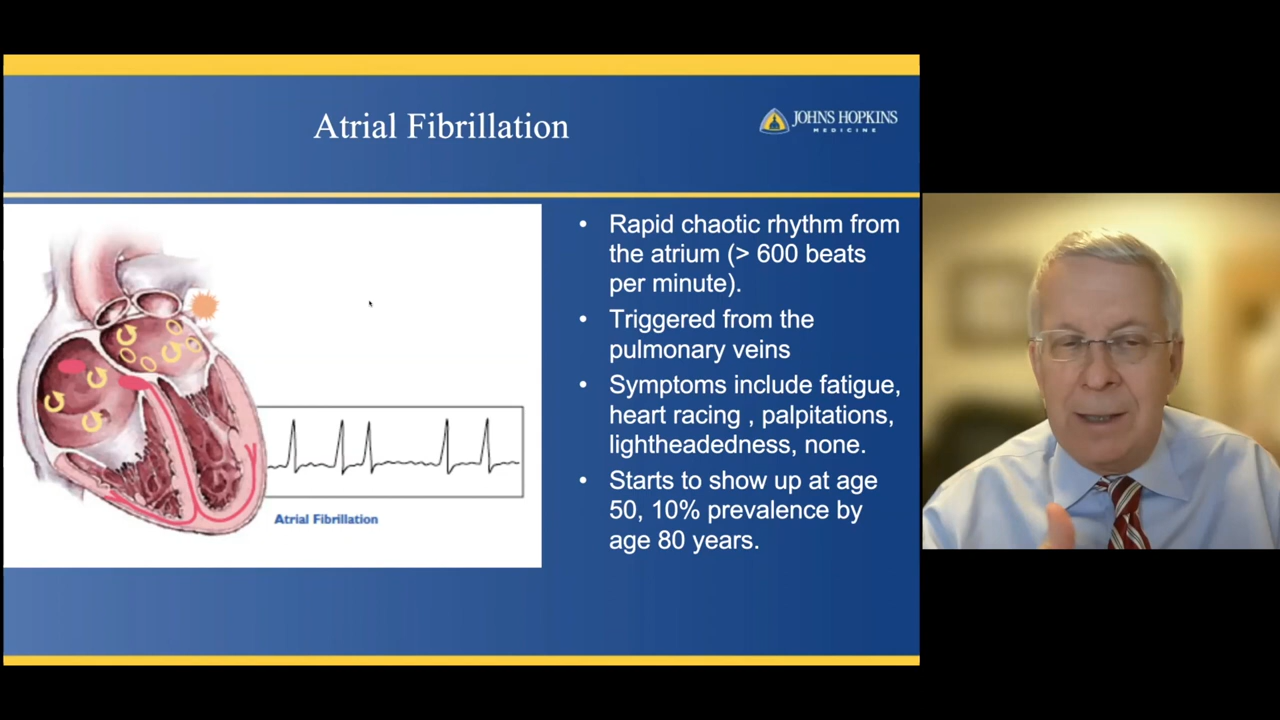 Atrial Fibrillation
JOHNS HOPKINS
MEDICINE
• Rapid chaotic rhythm from
the atrium (> 600 beats
per minute).
• Triggered from the
pulmonary veins
• Symptoms include fatigue,
heart racing , palpitations,
lightheadedness, none.
• Starts to show up at age
50, 10% prevalence by
age 80 years.
Atrial Fibrillation